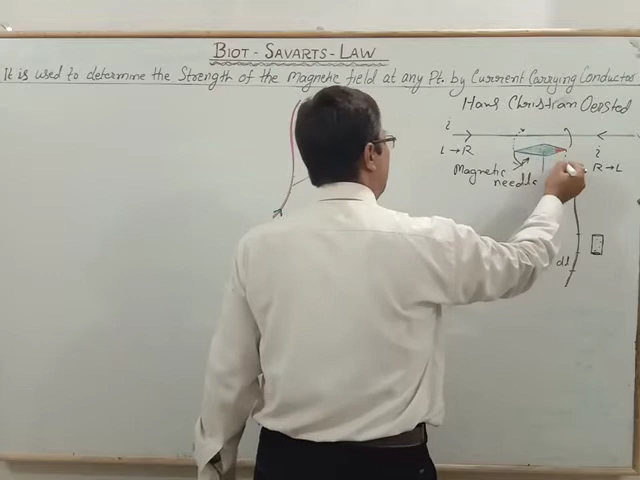 BIOT - SAVARTS - LAW
It is used to determine the Strength of the Magnetic field at any Pt. by Current Carrying Conductor
Hans Christian Oersted
i
L → R
i
R → L
Magnetic
needle
dl